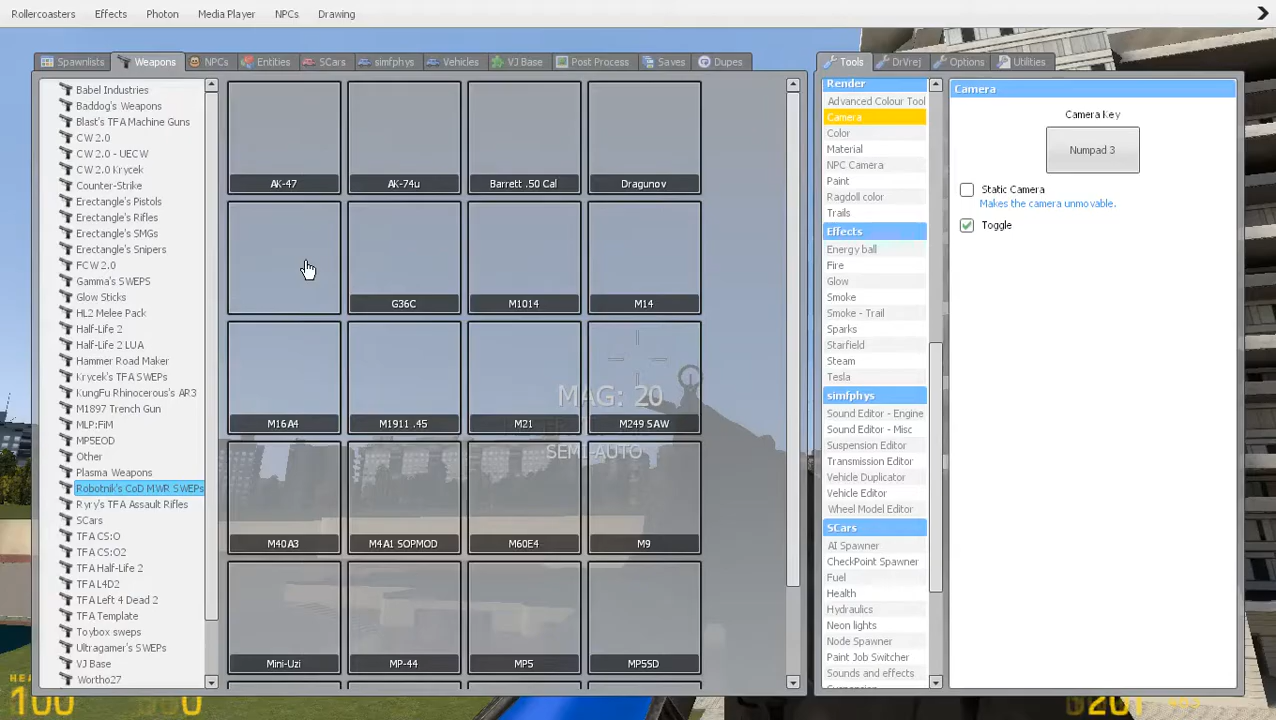 Rollercoasters Effects Photon Media Player NPCs Drawing
Spawnlists Weapons NPCs Entities SCars simfphys Vehicles VJ Base Post Process Saves Dupes
Babel Industries
Baddog's Weapons
Blast's TFA Machine Guns
CW 2.0
CW 2.0 - UECW
CW 2.0 Krycek
Counter-Strike
Erectangle's Pistols
Erectangle's Rifles
Erectangle's SMGs
Erectangle's Snipers
FCW 2.0
Gamma's SWEPS
Glow Sticks
HL2 Melee Pack
Half-Life 2
Half-Life 2 LUA
Hammer Road Maker
Krycek's TFA SWEPs
KungFu Rhinocerous's AR3
M1897 Trench Gun
MLP:FiM
MP5EOD
Other
Plasma Weapons
Robotnik's CoD MWR SWEPs
Ryry's TFA Assault Rifles
SCars
TFA CS:O
TFA CS:O2
TFA Half-Life 2
TFA L4D2
TFA Left 4 Dead 2
TFA Template
Toybox sweps
Ultragamer's SWEPs
VJ Base
Wortho27
AK-47 AK-74u Barrett .50 Cal Dragunov
G36C M1014 M14
M16A4 M1911 .45 M21 M249 SAW
M40A3 M4A1 SOPMOD M60E4 M9
Mini-Uzi MP-44 MP5 MP5SD
MAG: 20
SEMI-AUTO
Tools DrVrej Options Utilities
Render
Advanced Colour Tool
Camera
Color
Material
NPC Camera
Paint
Ragdoll color
Trails
Effects
Energy ball
Fire
Glow
Smoke
Smoke - Trail
Sparks
Starfield
Steam
Tesla
simfphys
Sound Editor - Engine
Sound Editor - Misc
Suspension Editor
Transmission Editor
Vehicle Duplicator
Vehicle Editor
Wheel Model Editor
SCars
AI Spawner
CheckPoint Spawner
Fuel
Health
Hydraulics
Neon lights
Node Spawner
Paint Job Switcher
Sounds and effects
Camera
Camera Key
Numpad 3
Static Camera
Makes the camera unmovable.
Toggle
100